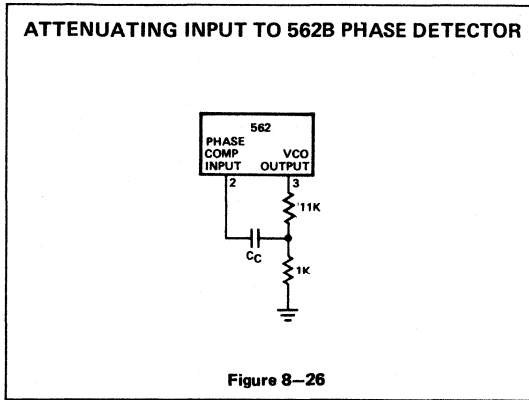 ATTENUATING INPUT TO 562B PHASE DETECTOR
562
PHASE
COMP
INPUT
VCO
OUTPUT
2
3
11K
CC
1K
Figure 8–26